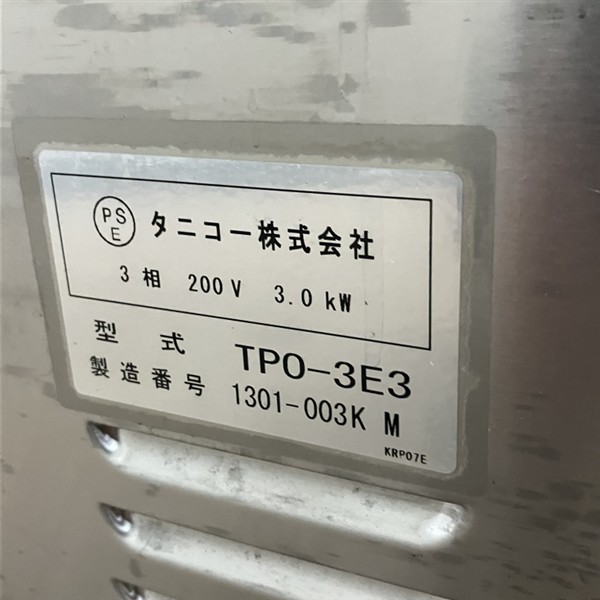 PS
E
タニコー株式会社
3相 200V 3.0kW
型式 TPO-3E3
製造番号 1301-003K M
KRP07E